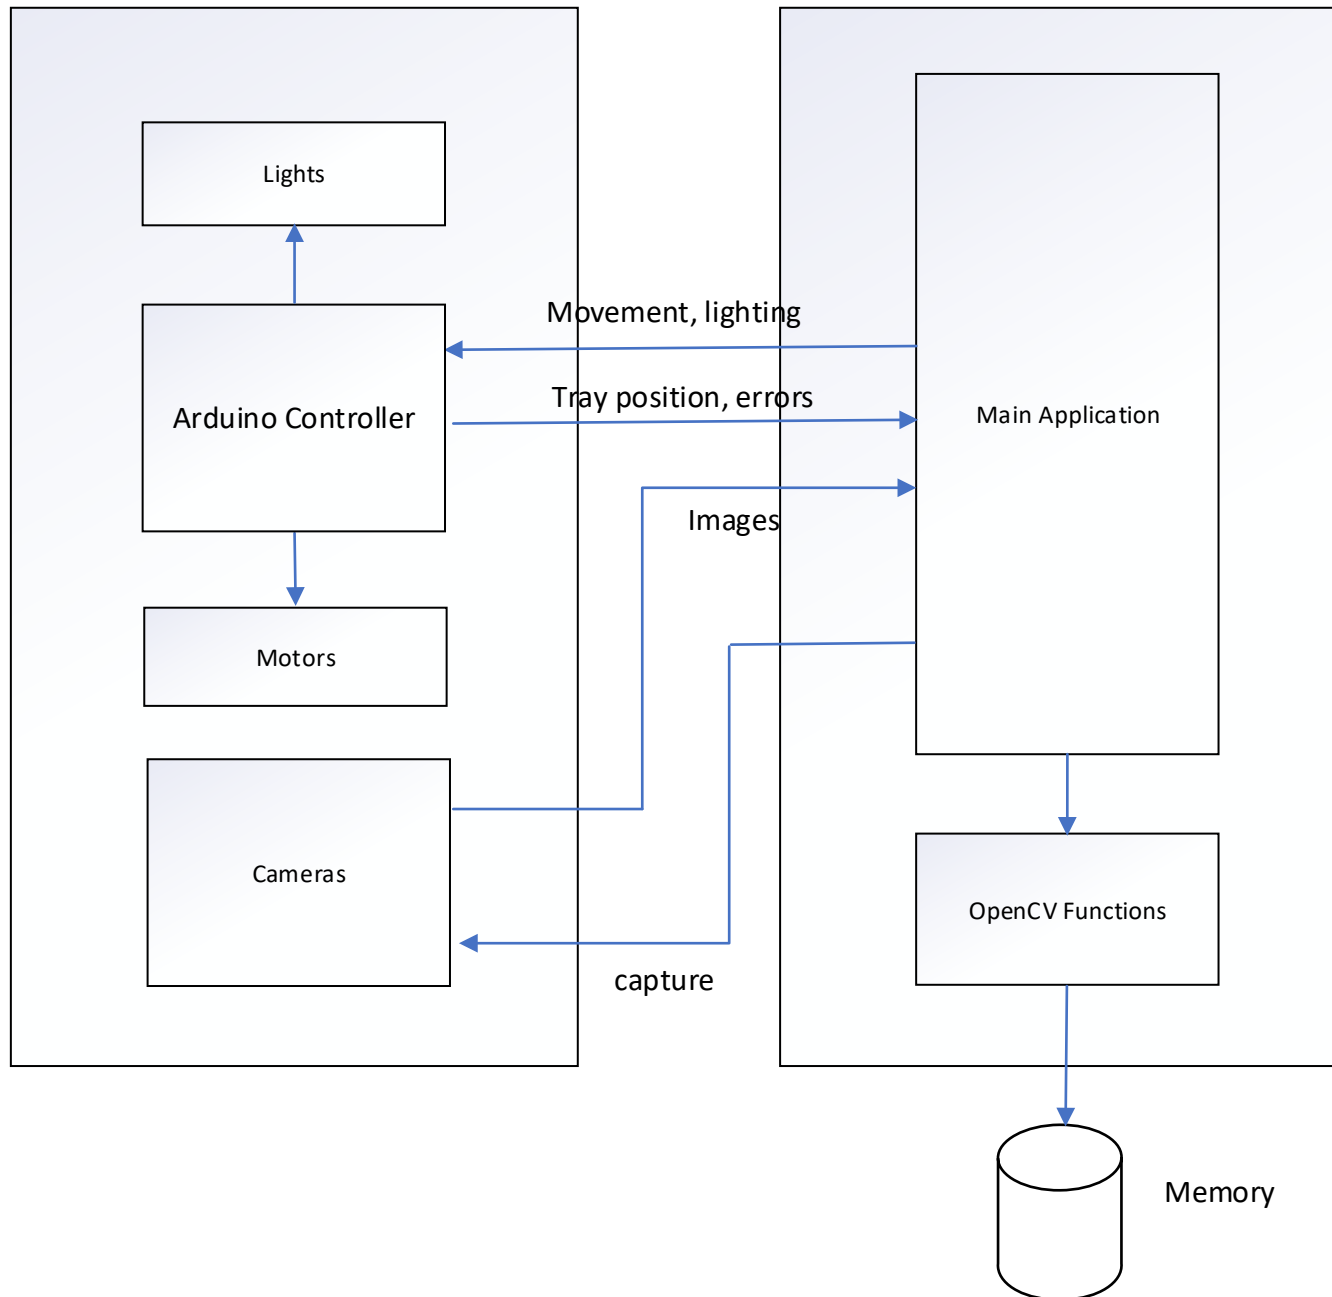 Lights
Movement, lighting
Arduino Controller
Tray position, errors
Main Application
Images
Motors
Cameras
OpenCV Functions
capture
Memory